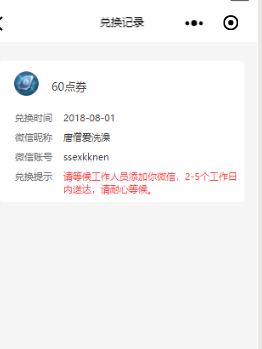 兑换记录
60点券
兑换时间 2018-08-01
微信昵称 唐僧爱洗澡
微信账号 ssexkknen
兑换提示 请等候工作人员添加你微信，2-5个工作日
内送达，请耐心等候。